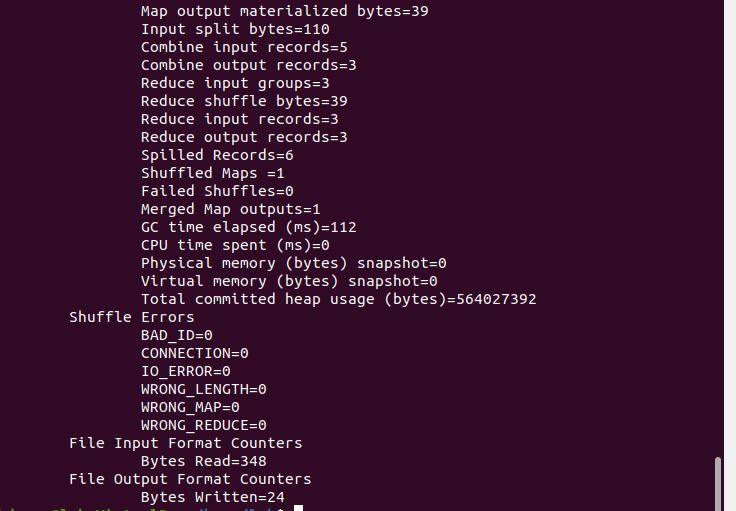 Map output materialized bytes=39
Input split bytes=110
Combine input records=5
Combine output records=3
Reduce input groups=3
Reduce shuffle bytes=39
Reduce input records=3
Reduce output records=3
Spilled Records=6
Shuffled Maps =1
Failed Shuffles=0
Merged Map outputs=1
GC time elapsed (ms)=112
CPU time spent (ms)=0
Physical memory (bytes) snapshot=0
Virtual memory (bytes) snapshot=0
Total committed heap usage (bytes)=564027392
Shuffle Errors
BAD_ID=0
CONNECTION=0
IO_ERROR=0
WRONG_LENGTH=0
WRONG_MAP=0
WRONG_REDUCE=0
File Input Format Counters
Bytes Read=348
File Output Format Counters
Bytes Written=24